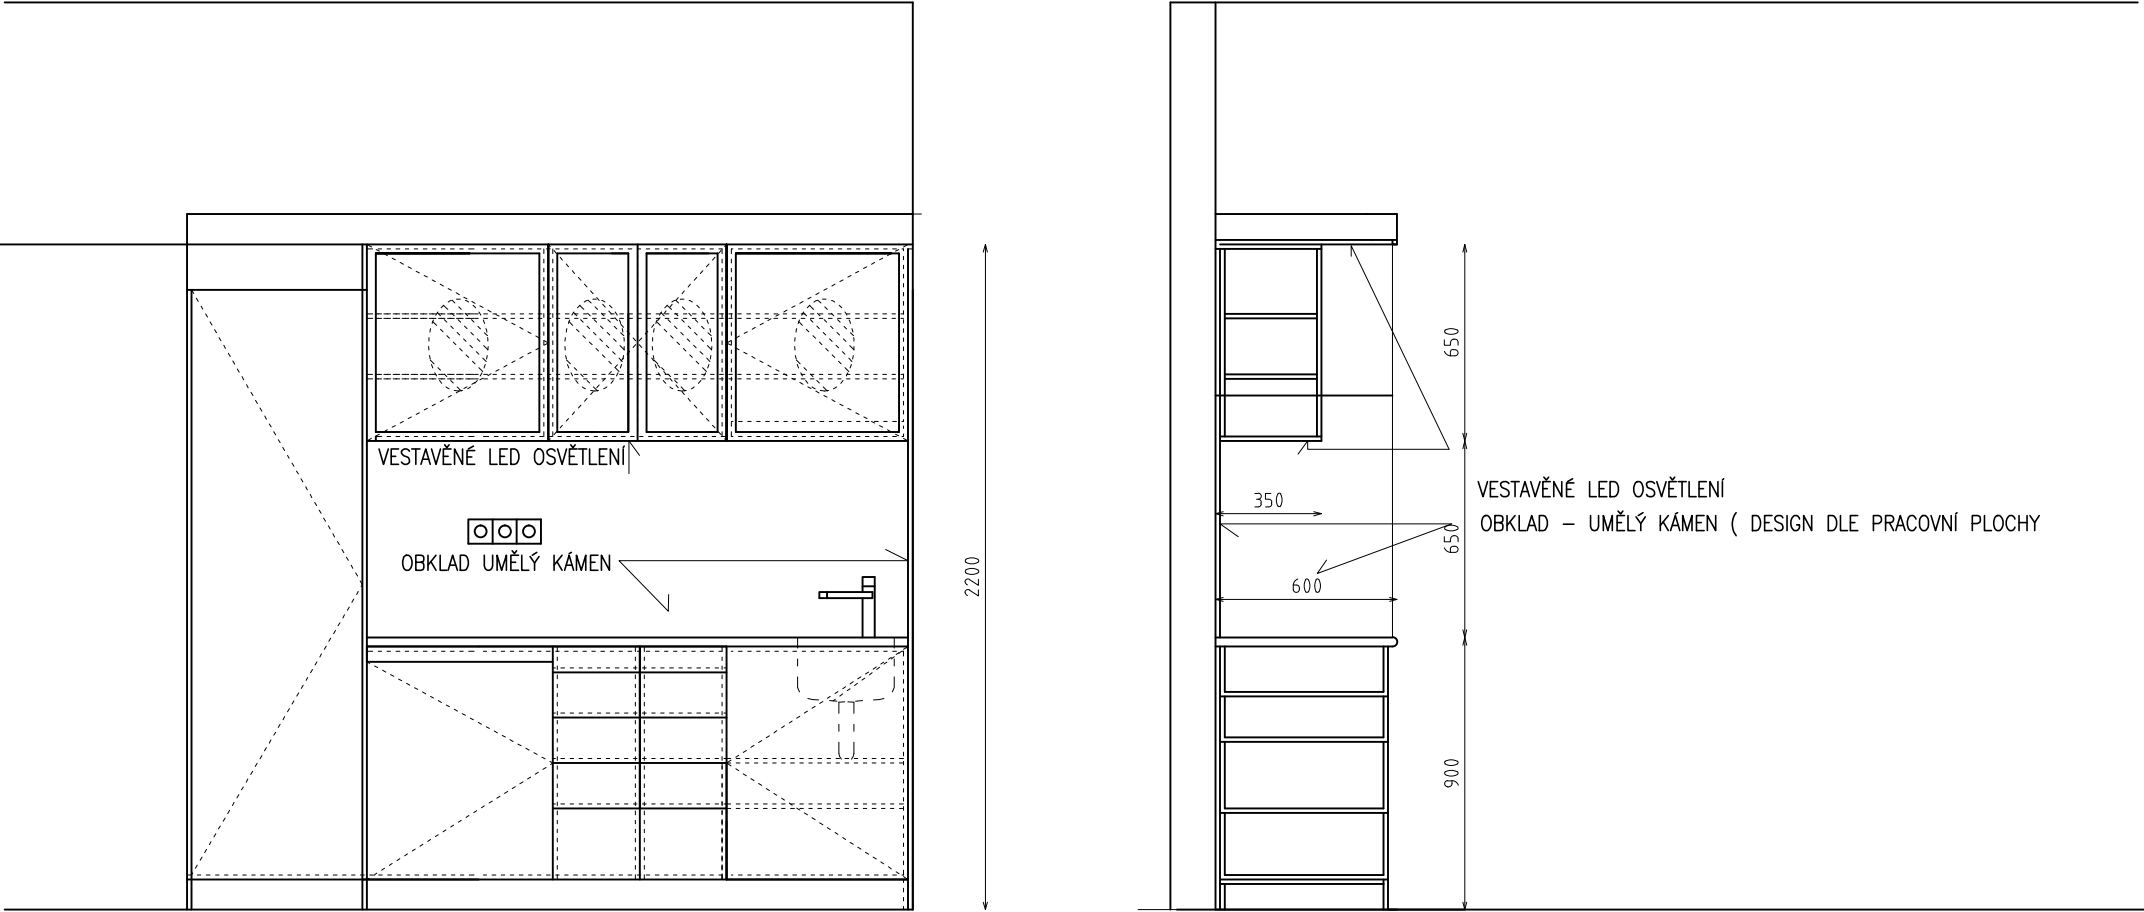 VESTAVĚNÉ LED OSVĚTLENÍ
OBKLAD UMĚLÝ KÁMEN
2200
650
350
VESTAVĚNÉ LED OSVĚTLENÍ
OBKLAD – UMĚLÝ KÁMEN ( DESIGN DLE PRACOVNÍ PLOCHY
650
600
900